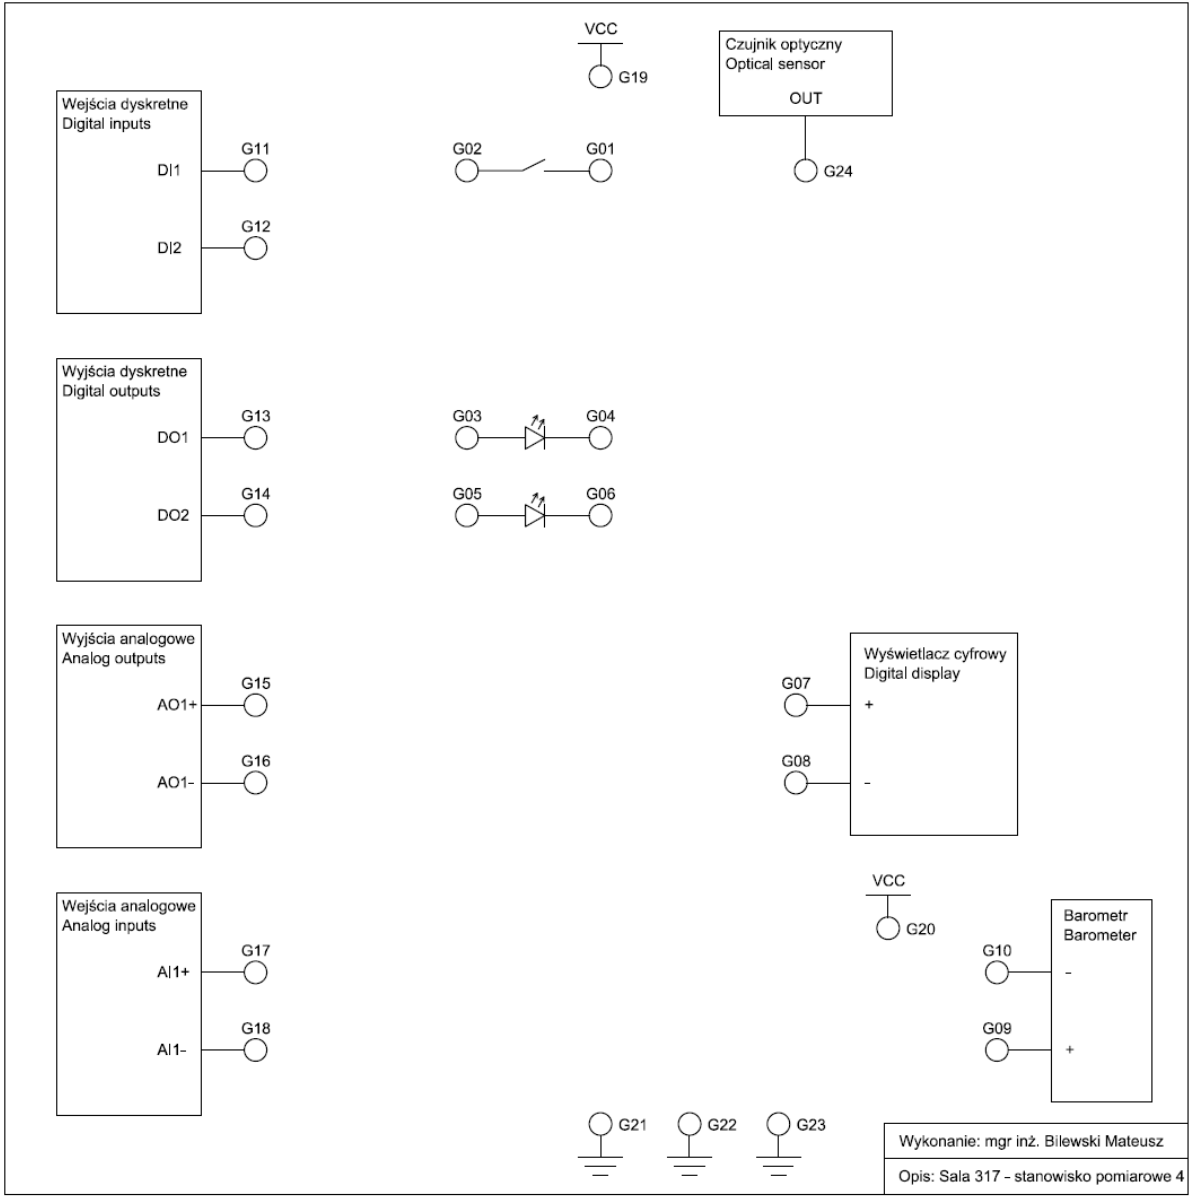 VCC
G19
Czujnik optyczny
Optical sensor
OUT
G24
Wejścia dyskretne
Digital inputs
DI1
G11
G02
G01
DI2
G12
Wyjścia dyskretne
Digital outputs
DO1
G13
G03
G04
DO2
G14
G05
G06
Wyjścia analogowe
Analog outputs
AO1+
G15
AO1-
G16
Wyświetlacz cyfrowy
Digital display
G07
+
G08
-
Wejścia analogowe
Analog inputs
AI1+
G17
AI1-
G18
VCC
G20
Barometr
Barometer
G10
-
G09
+
G21
G22
G23
Wykonanie: mgr inż. Bilewski Mateusz
Opis: Sala 317 - stanowisko pomiarowe 4